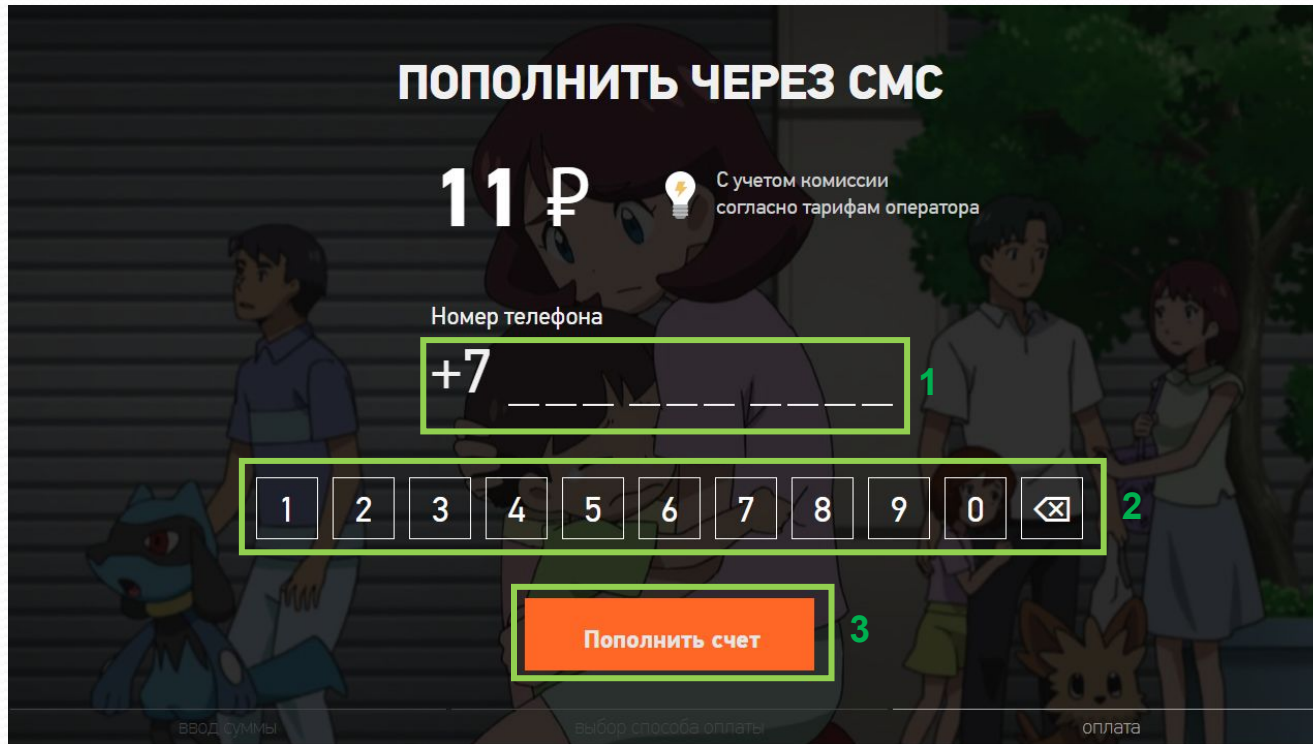 ПОПОЛНИТЬ ЧЕРЕЗ СМС
11 ₽
С учетом комиссии
согласно тарифам оператора
Номер телефона
+7 _ _ _ _ _ _ _ _ _ _
1
1 2 3 4 5 6 7 8 9 0
2
Пополнить счет
3
ввод суммы выбор способа оплаты оплата